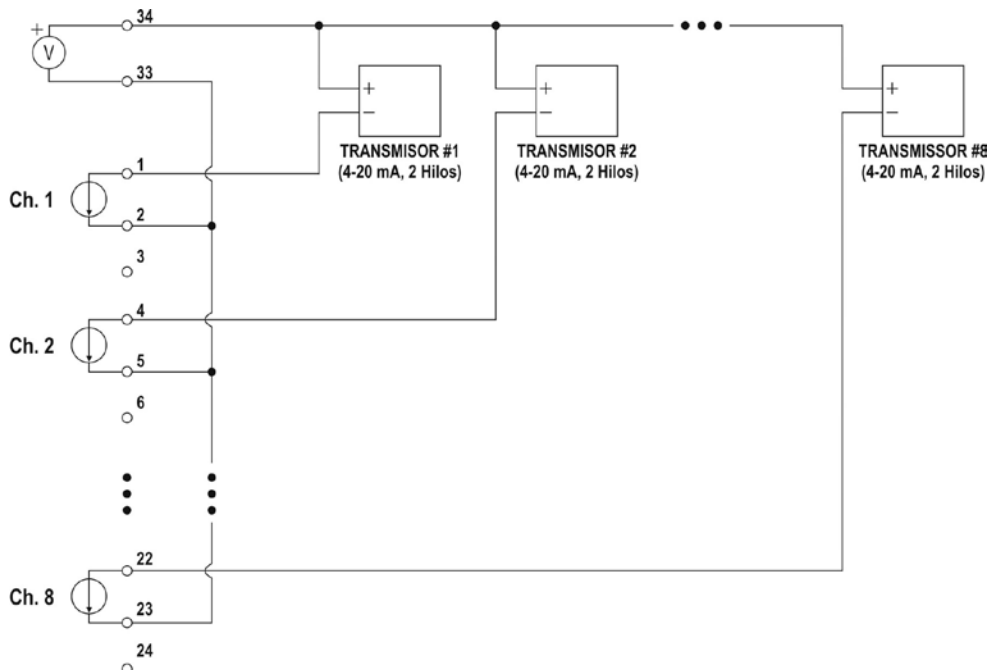 34
+
V
33
+
−
TRANSMISOR #1
(4-20 mA, 2 Hilos)
+
−
TRANSMISOR #2
(4-20 mA, 2 Hilos)
+
−
TRANSMISSOR #8
(4-20 mA, 2 Hilos)
1
Ch. 1
2
3
4
Ch. 2
5
6
22
Ch. 8
23
24